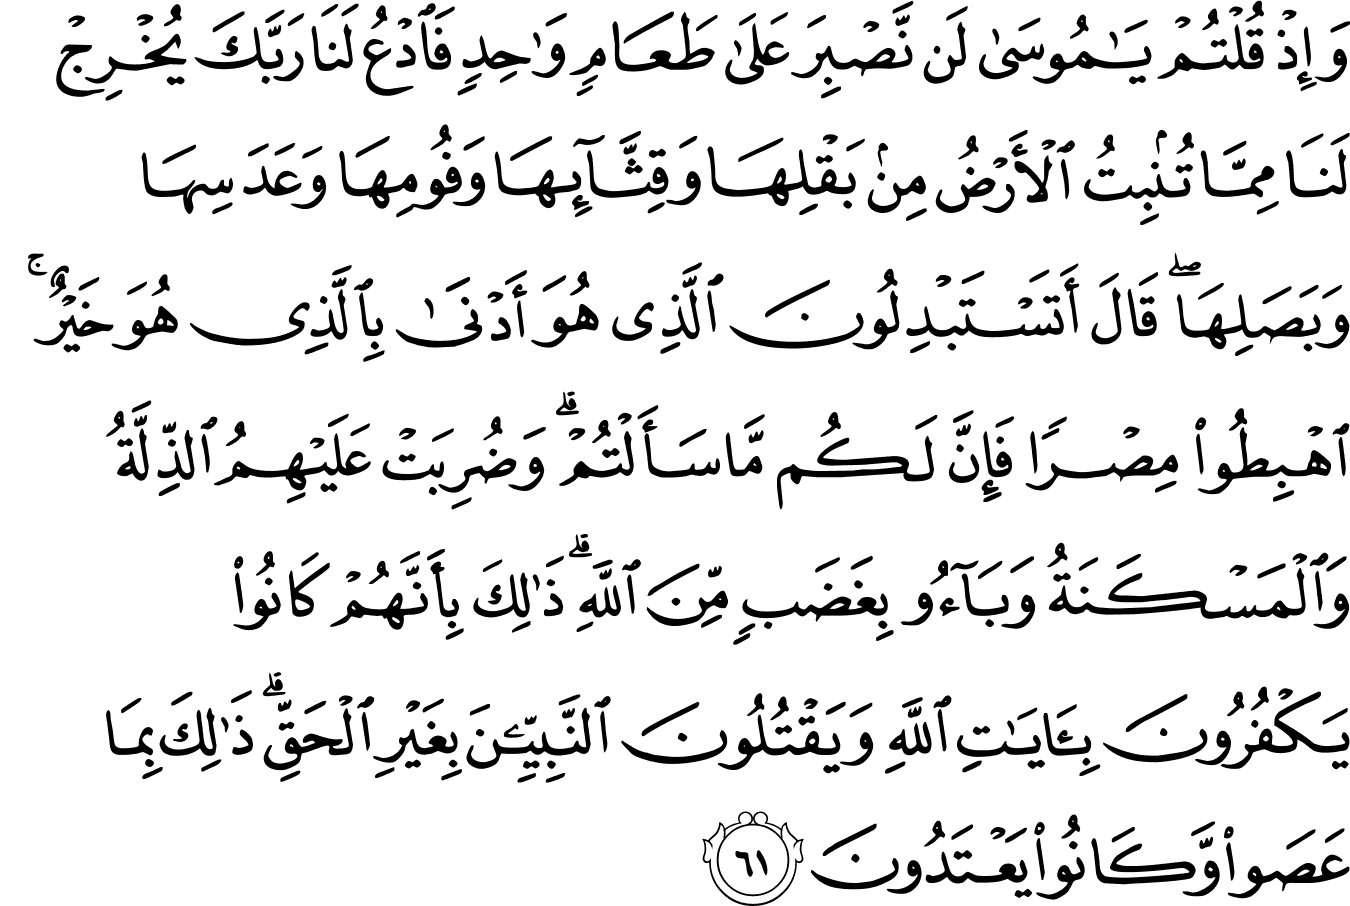 وَإِذْ قُلْتُمْ يَـٰمُوسَىٰ لَن نَّصْبِرَ عَلَىٰ طَعَامٍ وَٰحِدٍ فَٱدْعُ لَنَا رَبَّكَ يُخْرِجْ
لَنَا مِمَّا تُنۢبِتُ ٱلْأَرْضُ مِنۢ بَقْلِهَا وَقِثَّآئِهَا وَفُومِهَا وَعَدَسِهَا
وَبَصَلِهَا ۖ قَالَ أَتَسْتَبْدِلُونَ ٱلَّذِى هُوَ أَدْنَىٰ بِٱلَّذِى هُوَ خَيْرٌ ۚ
ٱهْبِطُوا۟ مِصْرًا فَإِنَّ لَكُم مَّا سَأَلْتُمْ ۗ وَضُرِبَتْ عَلَيْهِمُ ٱلذِّلَّةُ
وَٱلْمَسْكَنَةُ وَبَآءُو بِغَضَبٍ مِّنَ ٱللَّهِ ۗ ذَٰلِكَ بِأَنَّهُمْ كَانُوا۟
يَكْفُرُونَ بِـَٔايَـٰتِ ٱللَّهِ وَيَقْتُلُونَ ٱلنَّبِيِّـۧنَ بِغَيْرِ ٱلْحَقِّ ۗ ذَٰلِكَ بِمَا
عَصَوا۟ وَّكَانُوا۟ يَعْتَدُونَ ٦١